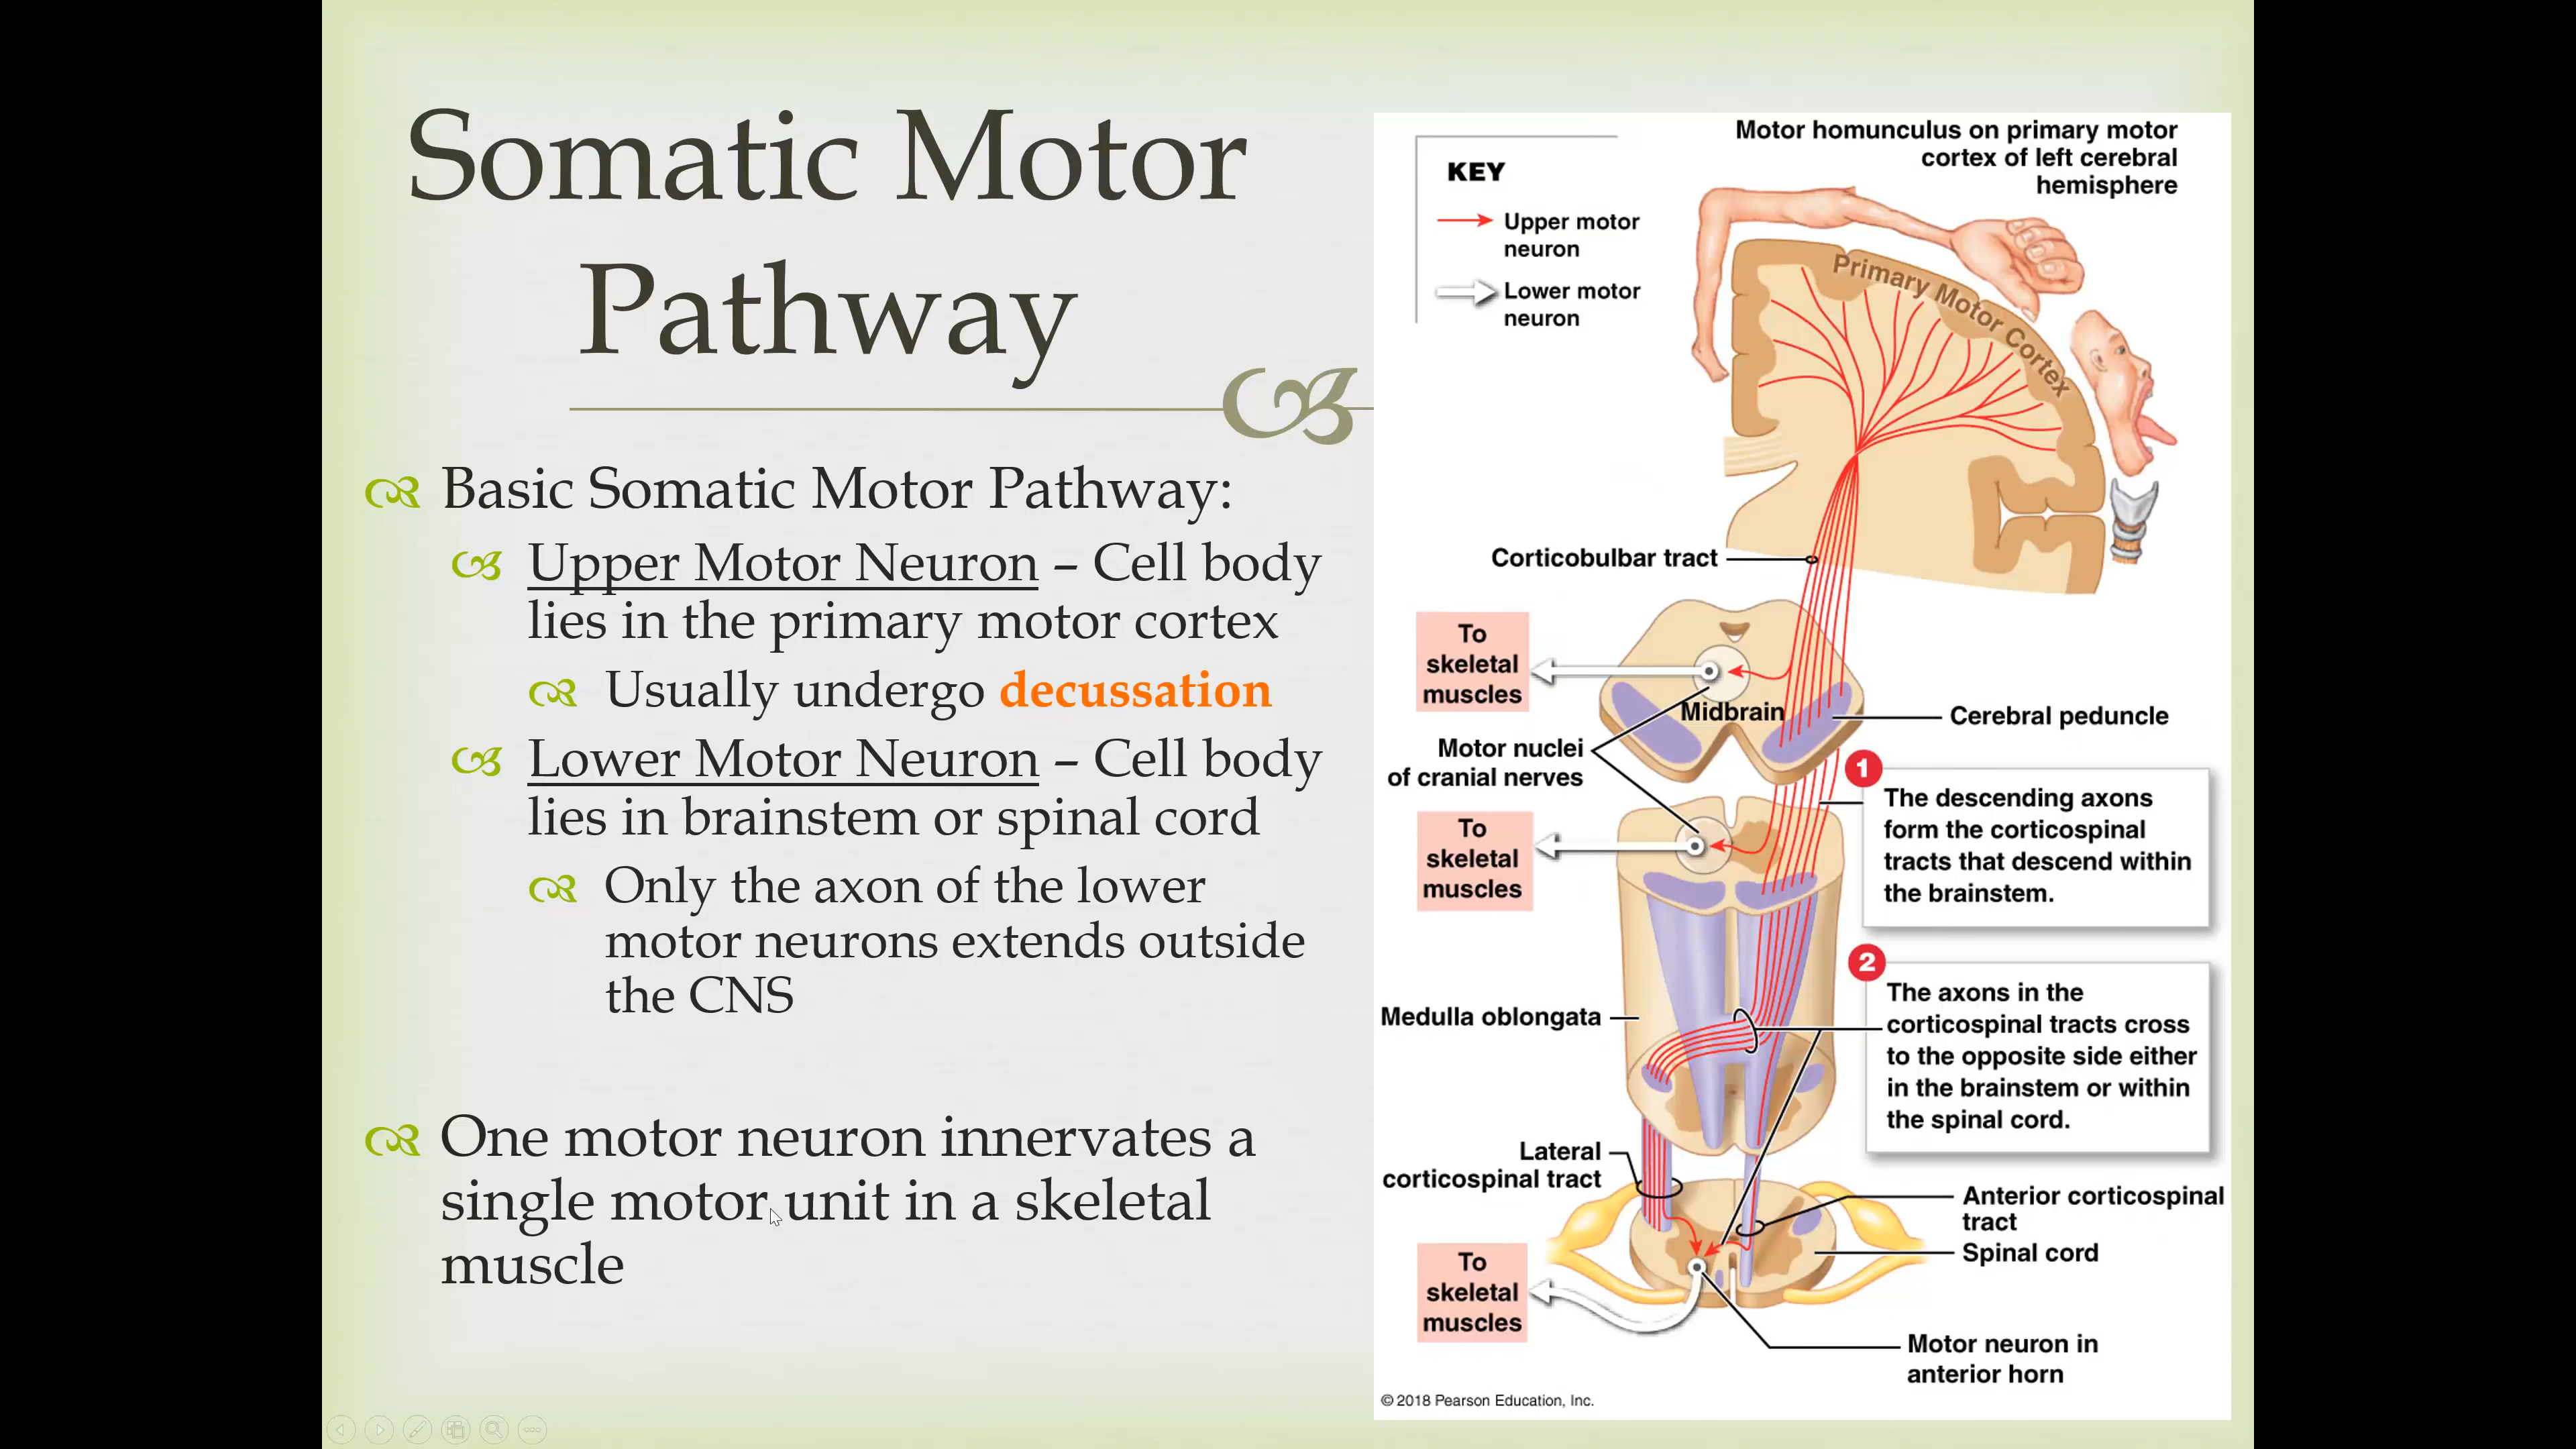 Somatic Motor
Pathway
Basic Somatic Motor Pathway:
Upper Motor Neuron – Cell body
lies in the primary motor cortex
Usually undergo decussation
Lower Motor Neuron – Cell body
lies in brainstem or spinal cord
Only the axon of the lower
motor neurons extends outside
the CNS
One motor neuron innervates a
single motor unit in a skeletal
muscle
Motor homunculus on primary motor
cortex of left cerebral
hemisphere
KEY
Upper motor
neuron
Lower motor
neuron
Primary Motor Cortex
Corticobulbar tract
To
skeletal
muscles
Midbrain
Cerebral peduncle
Motor nuclei
of cranial nerves
1
The descending axons
form the corticospinal
tracts that descend within
the brainstem.
To
skeletal
muscles
2
The axons in the
corticospinal tracts cross
to the opposite side either
in the brainstem or within
the spinal cord.
Medulla oblongata
Lateral
corticospinal tract
Anterior corticospinal
tract
Spinal cord
To
skeletal
muscles
Motor neuron in
anterior horn
© 2018 Pearson Education, Inc.